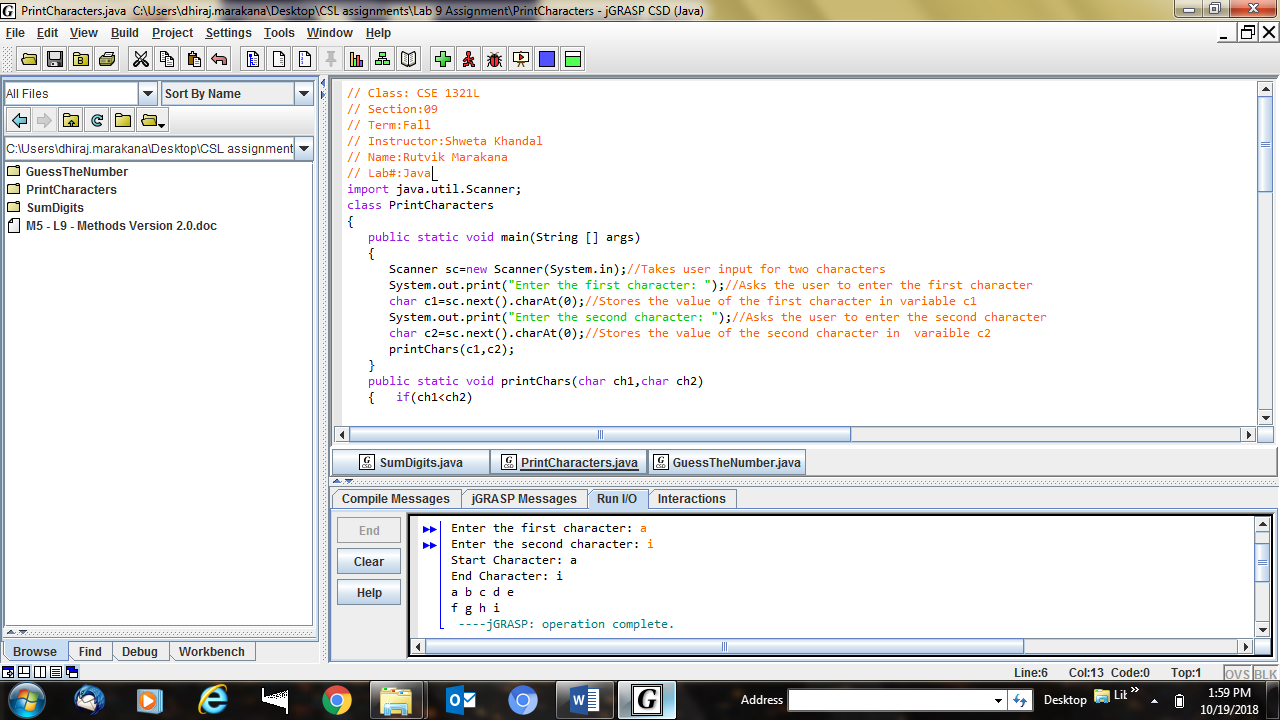 PrintCharacters.java  C:\Users\dhiraj.marakana\Desktop\CSL assignments\Lab 9 Assignment\PrintCharacters - jGRASP CSD (Java)
File Edit View Build Project Settings Tools Window Help
All Files
Sort By Name
C:\Users\dhiraj.marakana\Desktop\CSL assignment
GuessTheNumber
PrintCharacters
SumDigits
M5 - L9 - Methods Version 2.0.doc
Browse Find Debug Workbench
// Class: CSE 1321L
// Section:09
// Term:Fall
// Instructor:Shweta Khandal
// Name:Rutvik Marakana
// Lab#:Java
import java.util.Scanner;
class PrintCharacters
{
public static void main(String [] args)
{
Scanner sc=new Scanner(System.in);//Takes user input for two characters
System.out.print("Enter the first character: ");//Asks the user to enter the first character
char c1=sc.next().charAt(0);//Stores the value of the first character in variable c1
System.out.print("Enter the second character: ");//Asks the user to enter the second character
char c2=sc.next().charAt(0);//Stores the value of the second character in  varaible c2
printChars(c1,c2);
}
public static void printChars(char ch1,char ch2)
{   if(ch1<ch2)
SumDigits.java PrintCharacters.java GuessTheNumber.java
Compile Messages jGRASP Messages Run I/O Interactions
End
Clear
Help
Enter the first character: a
Enter the second character: i
Start Character: a
End Character: i
a b c d e
f g h i
----jGRASP: operation complete.
Line:6 Col:13 Code:0 Top:1 OVS BLK
Address
Desktop
Lit
»
1:59 PM
10/19/2018